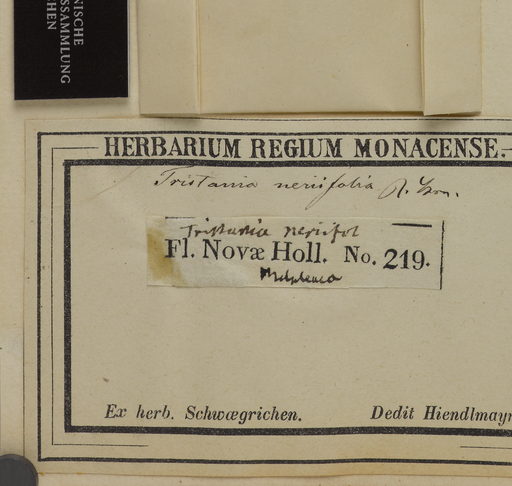 NISCHE
SSAMMLUNG
CHEN
HERBARIUM REGIUM MONACENSE.
Tristania neriifolia R. Br.
Tristania neriifol
Fl. Novæ Holl. No. 219.
Ex herb. Schwægrichen. Dedit Hiendlmayr